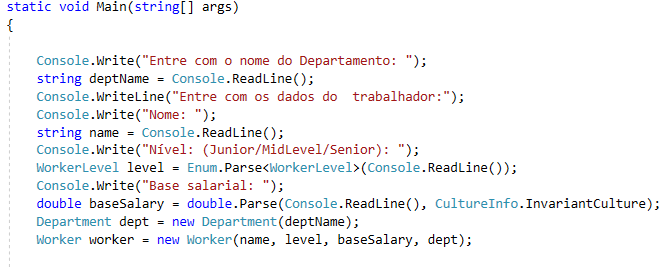 static void Main(string[] args)
{
Console.Write("Entre com o nome do Departamento: ");
string deptName = Console.ReadLine();
Console.WriteLine("Entre com os dados do  trabalhador:");
Console.Write("Nome: ");
string name = Console.ReadLine();
Console.Write("Nível: (Junior/MidLevel/Senior): ");
WorkerLevel level = Enum.Parse<WorkerLevel>(Console.ReadLine());
Console.Write("Base salarial: ");
double baseSalary = double.Parse(Console.ReadLine(), CultureInfo.InvariantCulture);
Department dept = new Department(deptName);
Worker worker = new Worker(name, level, baseSalary, dept);